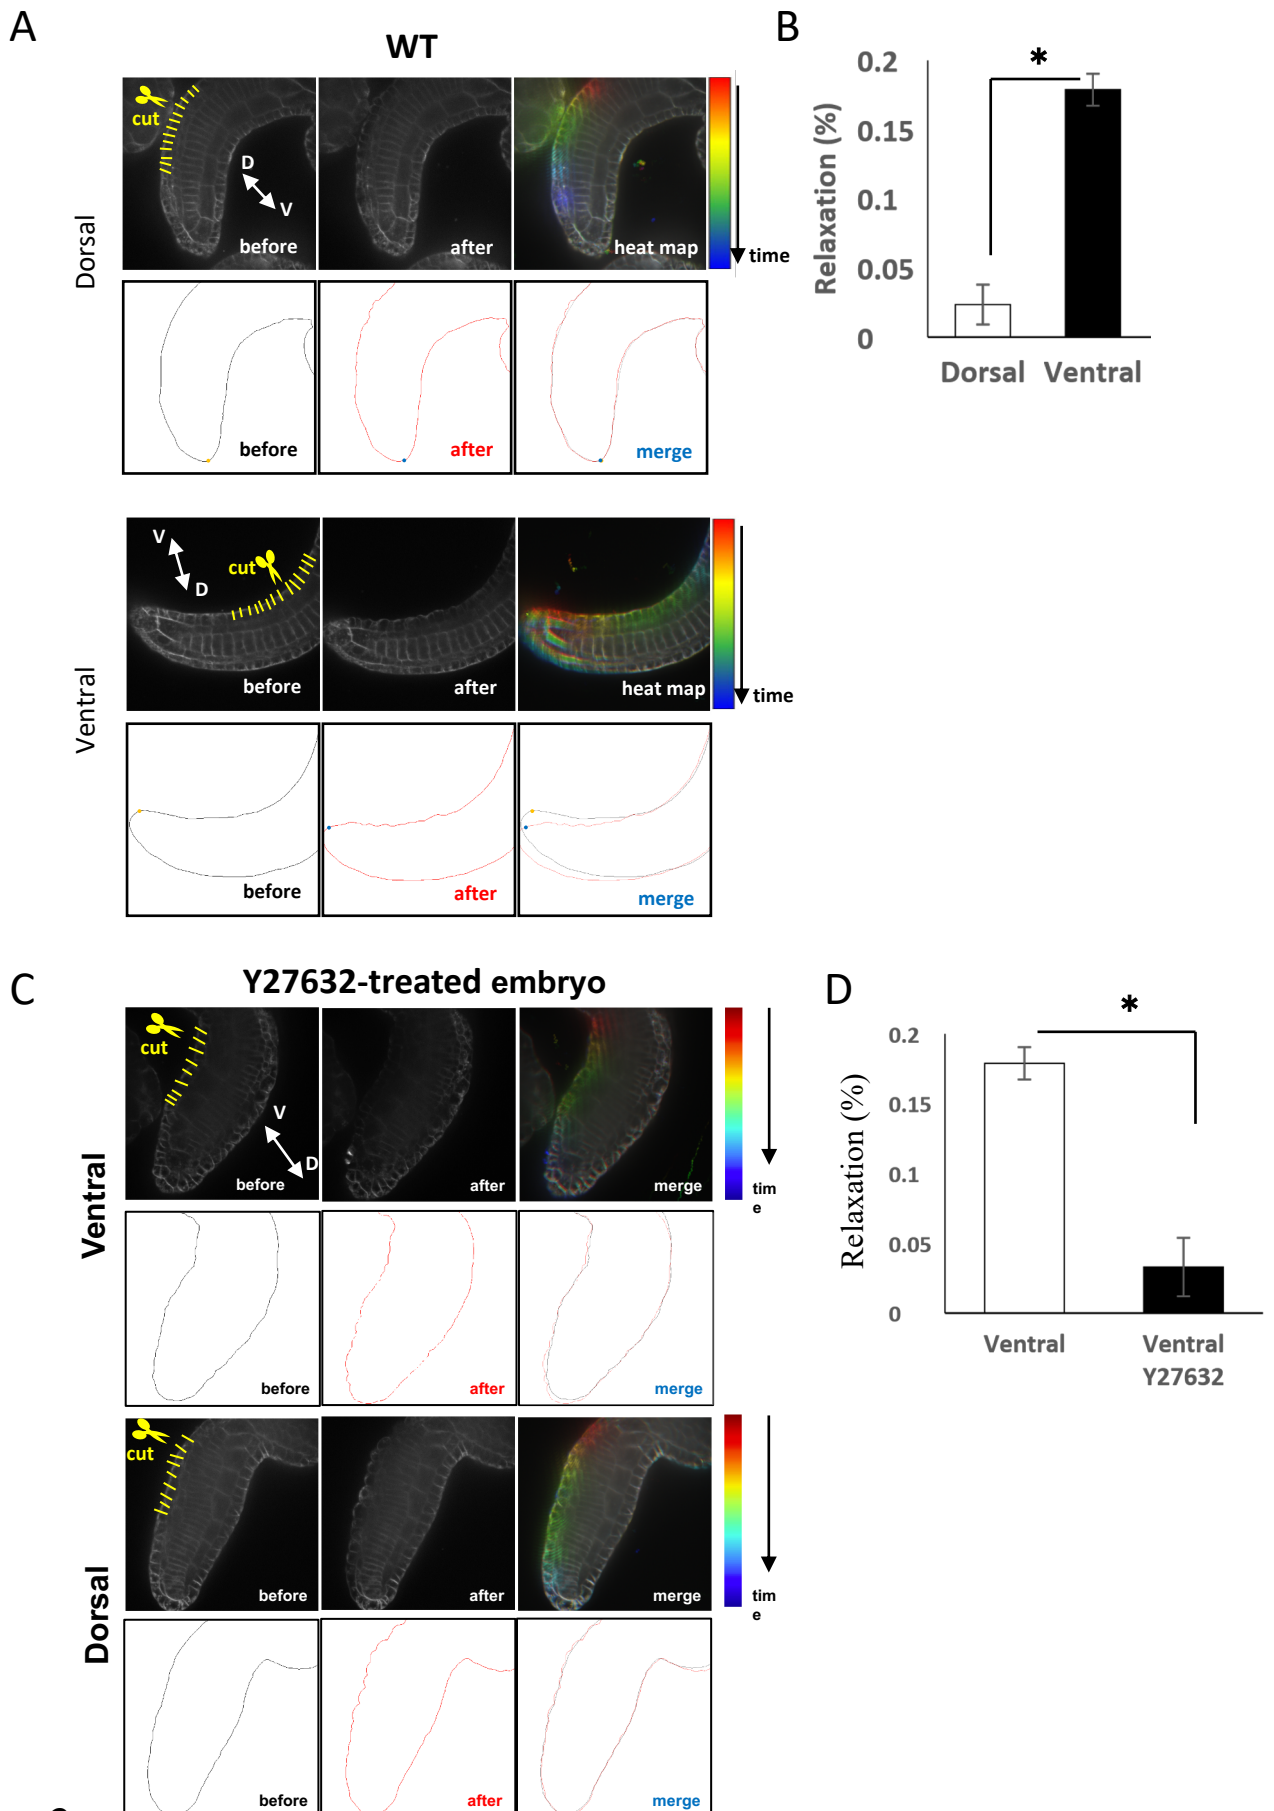 A
WT
B
Dorsal
cut
D
V
before
after
heat map
time
before
after
merge
*
Relaxation (%)
0.2
0.15
0.1
0.05
0
Dorsal Ventral
Ventral
V
D
cut
before
after
heat map
time
before
after
merge
C
Y27632-treated embryo
D
Ventral
cut
V
D
before
after
merge
tim
e
before
after
merge
*
Relaxation (%)
0.2
0.15
0.1
0.05
0
Ventral
Ventral
Y27632
Dorsal
cut
before
after
merge
tim
e
before
after
merge